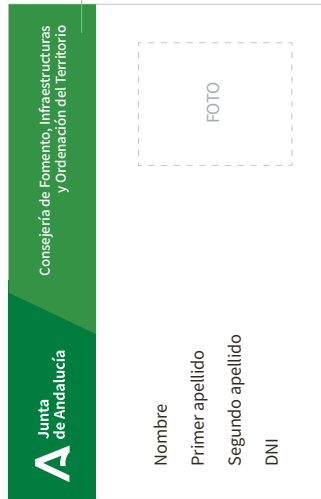 Junta
de Andalucía
Consejería de Fomento, Infraestructuras
y Ordenación del Territorio
FOTO
Nombre
Primer apellido
Segundo apellido
DNI